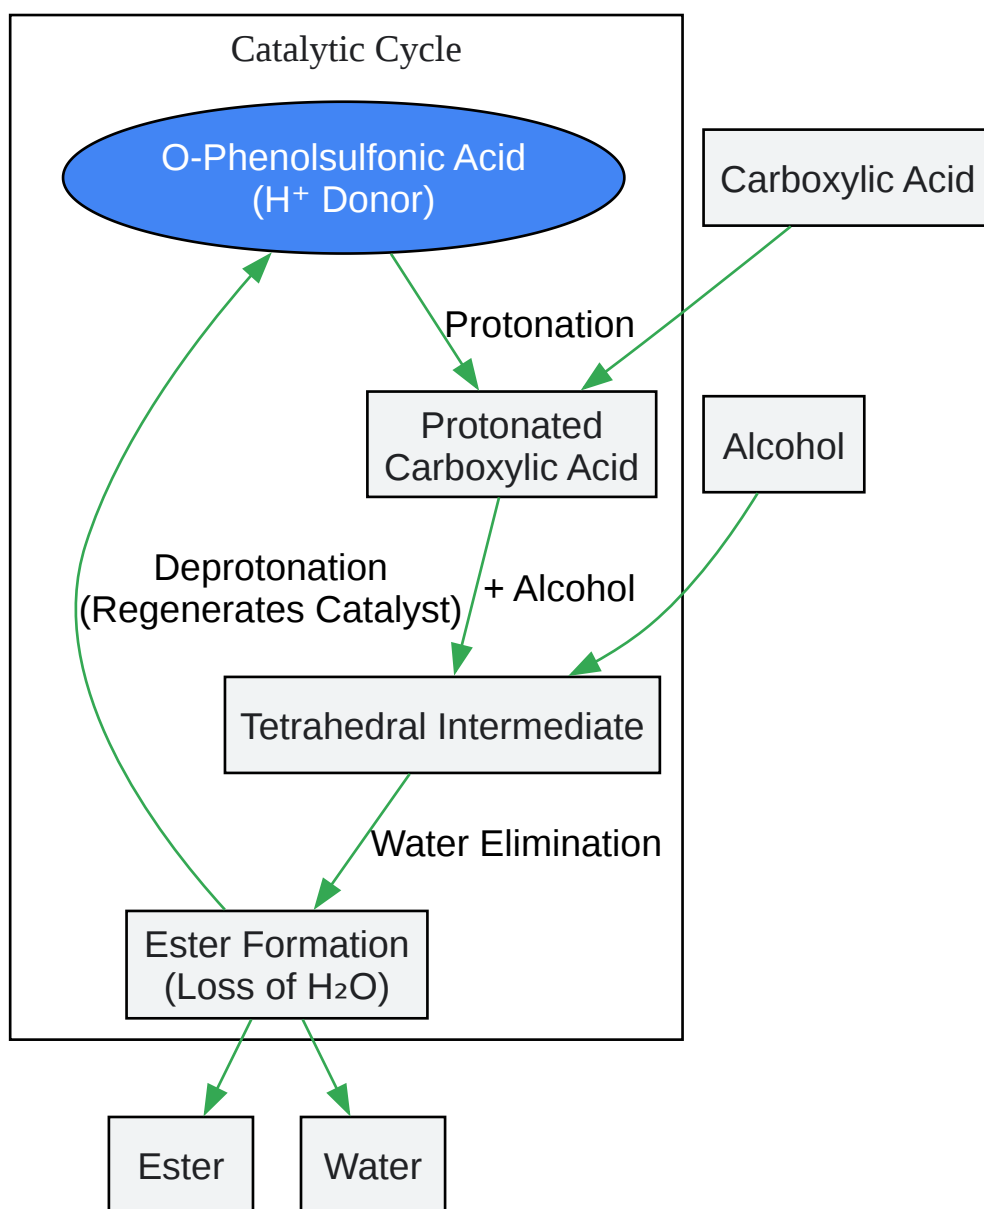 Catalytic Cycle
O-Phenolsulfonic Acid
(H⁺ Donor)
Carboxylic Acid
Protonation
Protonated
Carboxylic Acid
Alcohol
Deprotonation
(Regenerates Catalyst)
+ Alcohol
Tetrahedral Intermediate
Water Elimination
Ester Formation
(Loss of H₂O)
Ester
Water